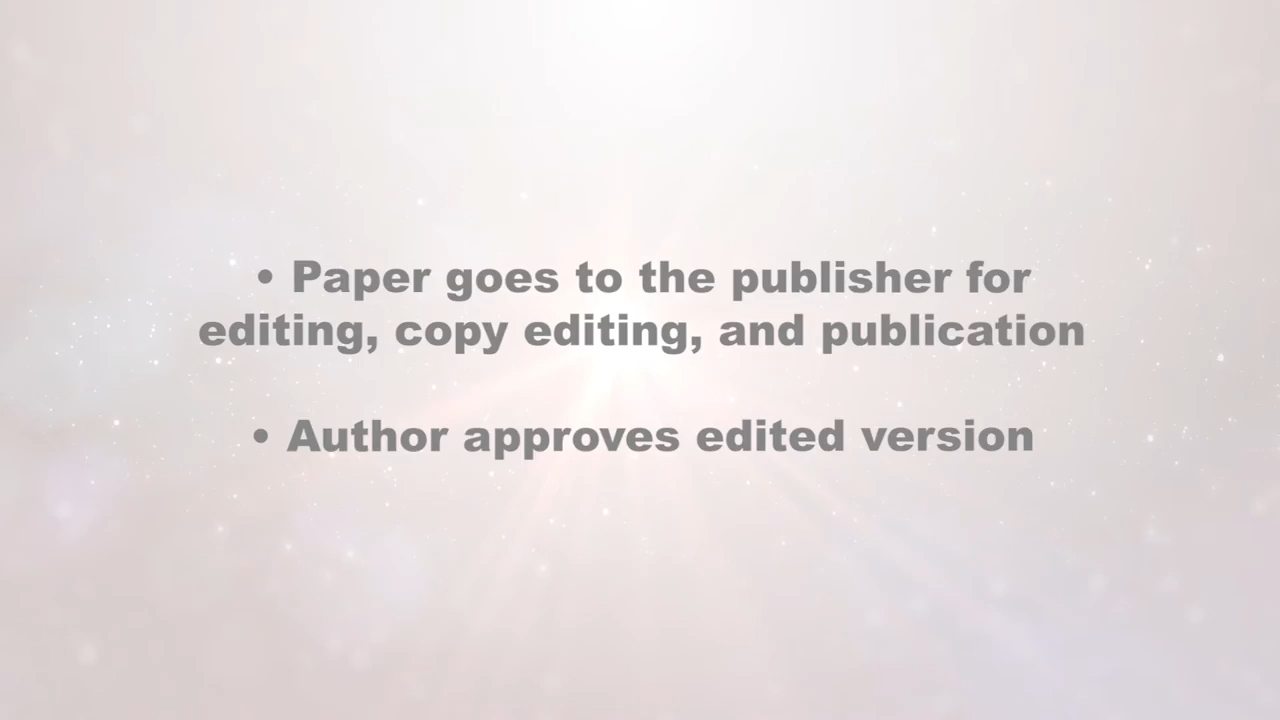 • Paper goes to the publisher for
editing, copy editing, and publication
• Author approves edited version